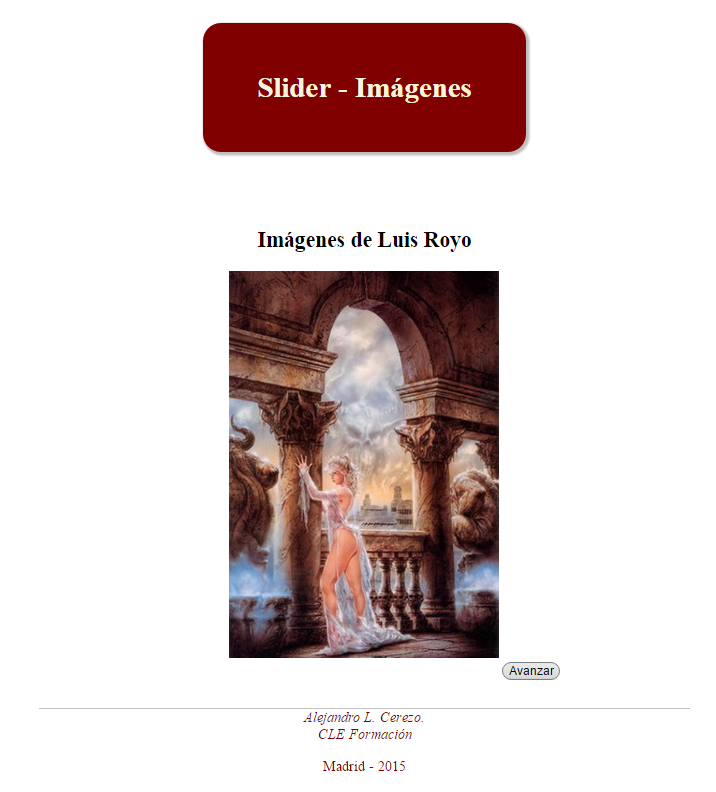 Slider - Imágenes
Imágenes de Luis Royo
Avanzar
Alejandro L. Cerezo.
CLE Formación
Madrid - 2015